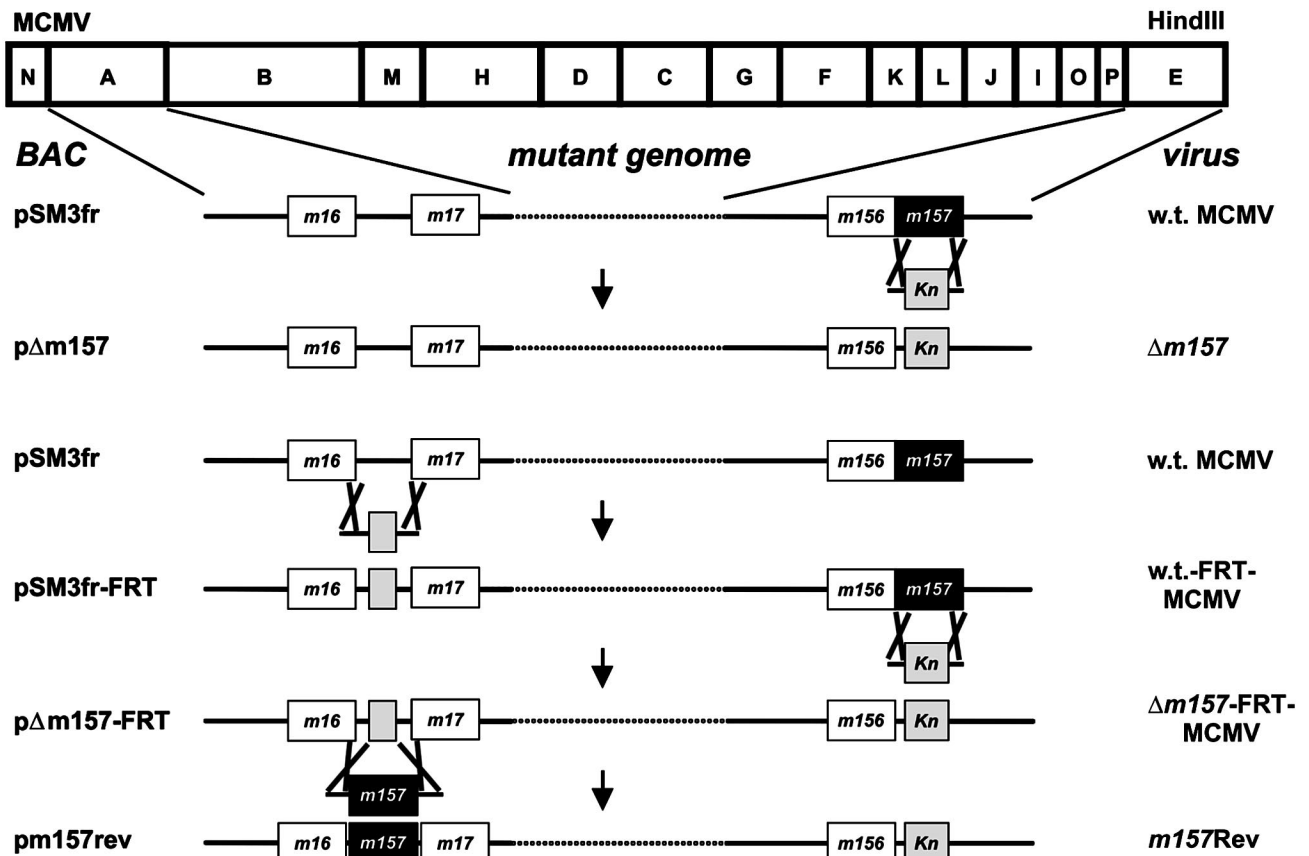 MCMV HindIII
N A B M H D C G F K L J I O P E
BAC mutant genome virus
pSM3fr m16 m17 m156 m157 w.t. MCMV
Kn
pΔm157 m16 m17 m156 Kn Δm157
pSM3fr m16 m17 m156 m157 w.t. MCMV
pSM3fr-FRT m16 m17 m156 m157 w.t.-FRT-
MCMV
Kn
pΔm157-FRT m16 m17 m156 Kn Δm157-FRT-
MCMV
m157
pm157rev m16 m157 m17 m156 Kn m157Rev